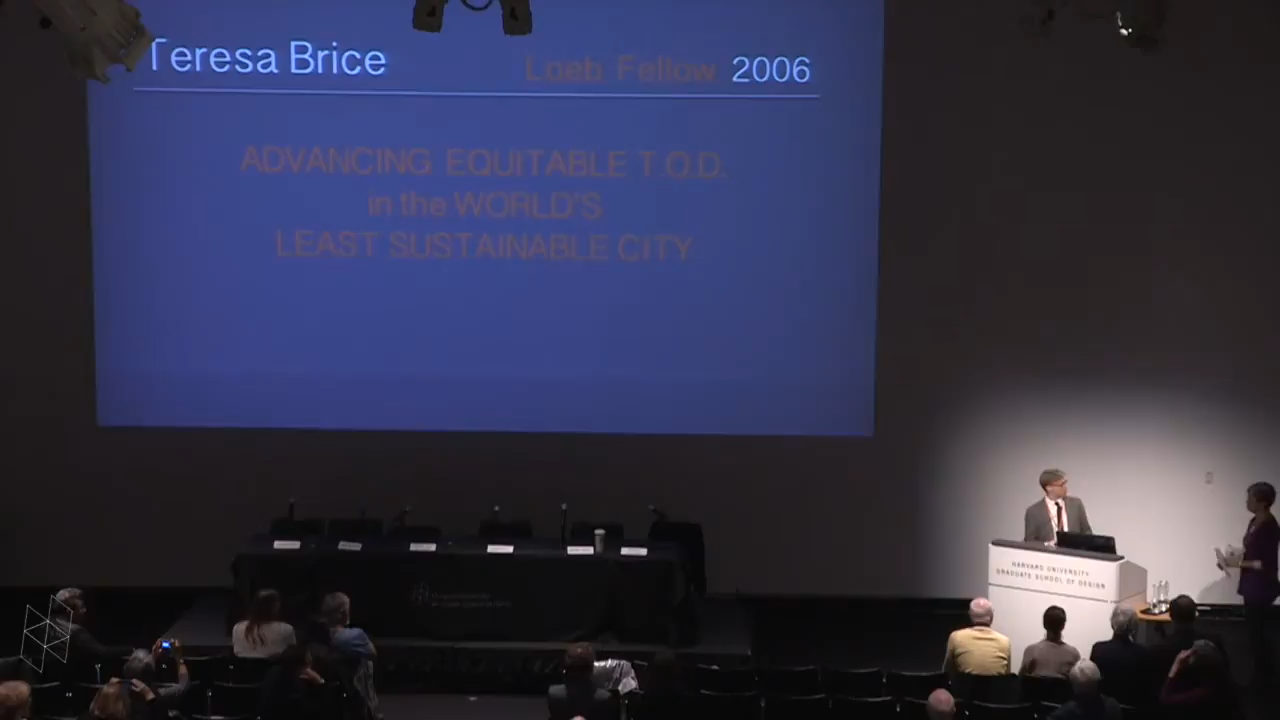 Teresa Brice
Loeb Fellow 2006
ADVANCING EQUITABLE T.O.D.
in the WORLD'S
LEAST SUSTAINABLE CITY
HARVARD UNIVERSITY
GRADUATE SCHOOL OF DESIGN